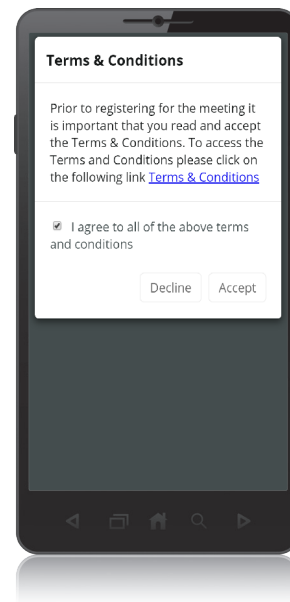 Terms & Conditions
Prior to registering for the meeting it
is important that you read and accept
the Terms & Conditions. To access the
Terms and Conditions please click on
the following link Terms & Conditions
I agree to all of the above terms
and conditions
Decline Accept